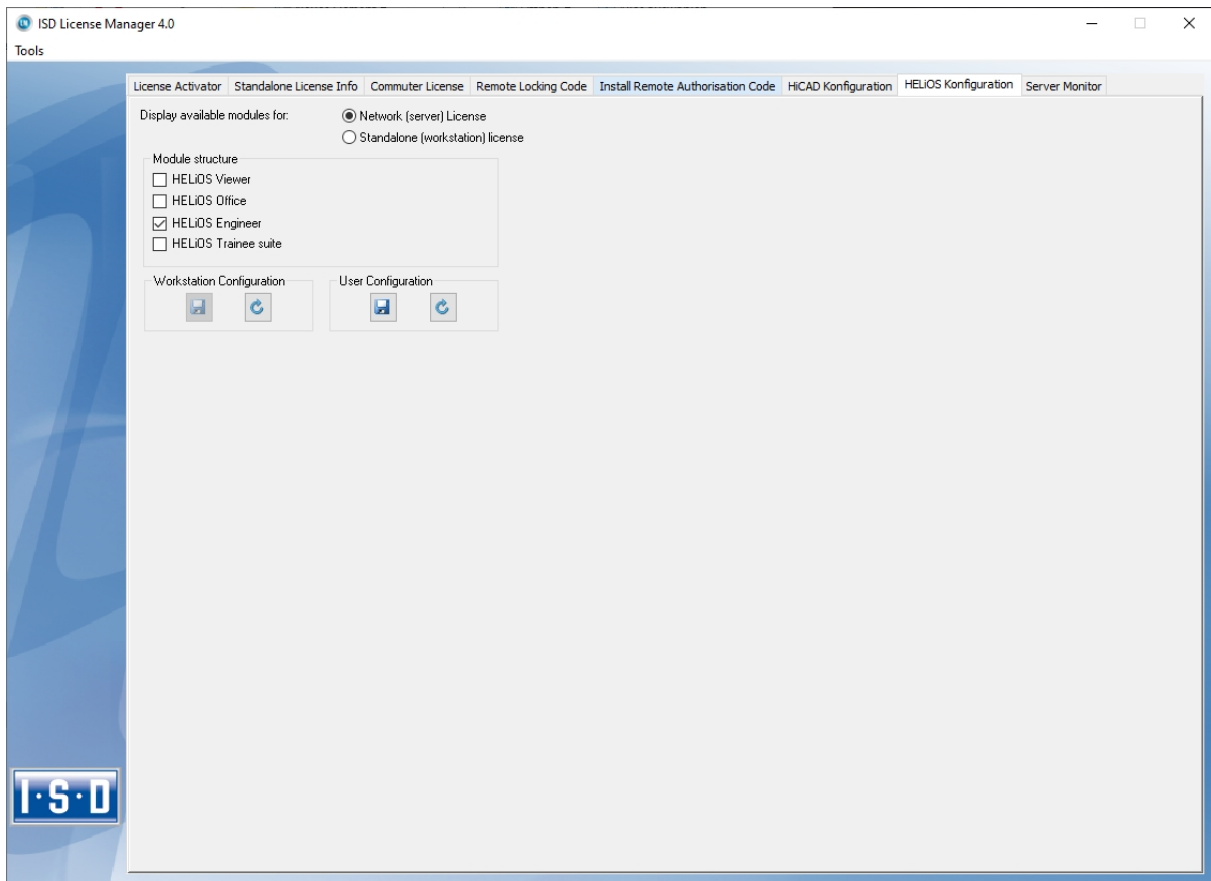 ISD License Manager 4.0
Tools
License Activator Standalone License Info Commuter License Remote Locking Code Install Remote Authorisation Code HiCAD Konfiguration HELiOS Konfiguration Server Monitor
Display available modules for: Network (server) License
Standalone (workstation) license
Module structure
HELiOS Viewer
HELiOS Office
HELiOS Engineer
HELiOS Trainee suite
Workstation Configuration User Configuration
I·S·D